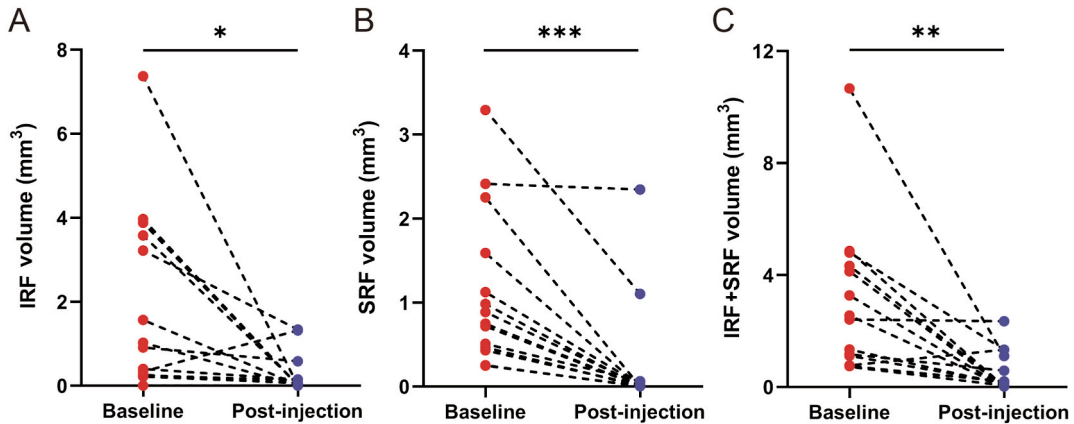 A
*
IRF volume (mm³)
8
6
4
2
0
Baseline
Post-injection
B
***
SRF volume (mm³)
4
3
2
1
0
Baseline
Post-injection
C
**
IRF+SRF volume (mm³)
12
8
4
0
Baseline
Post-injection